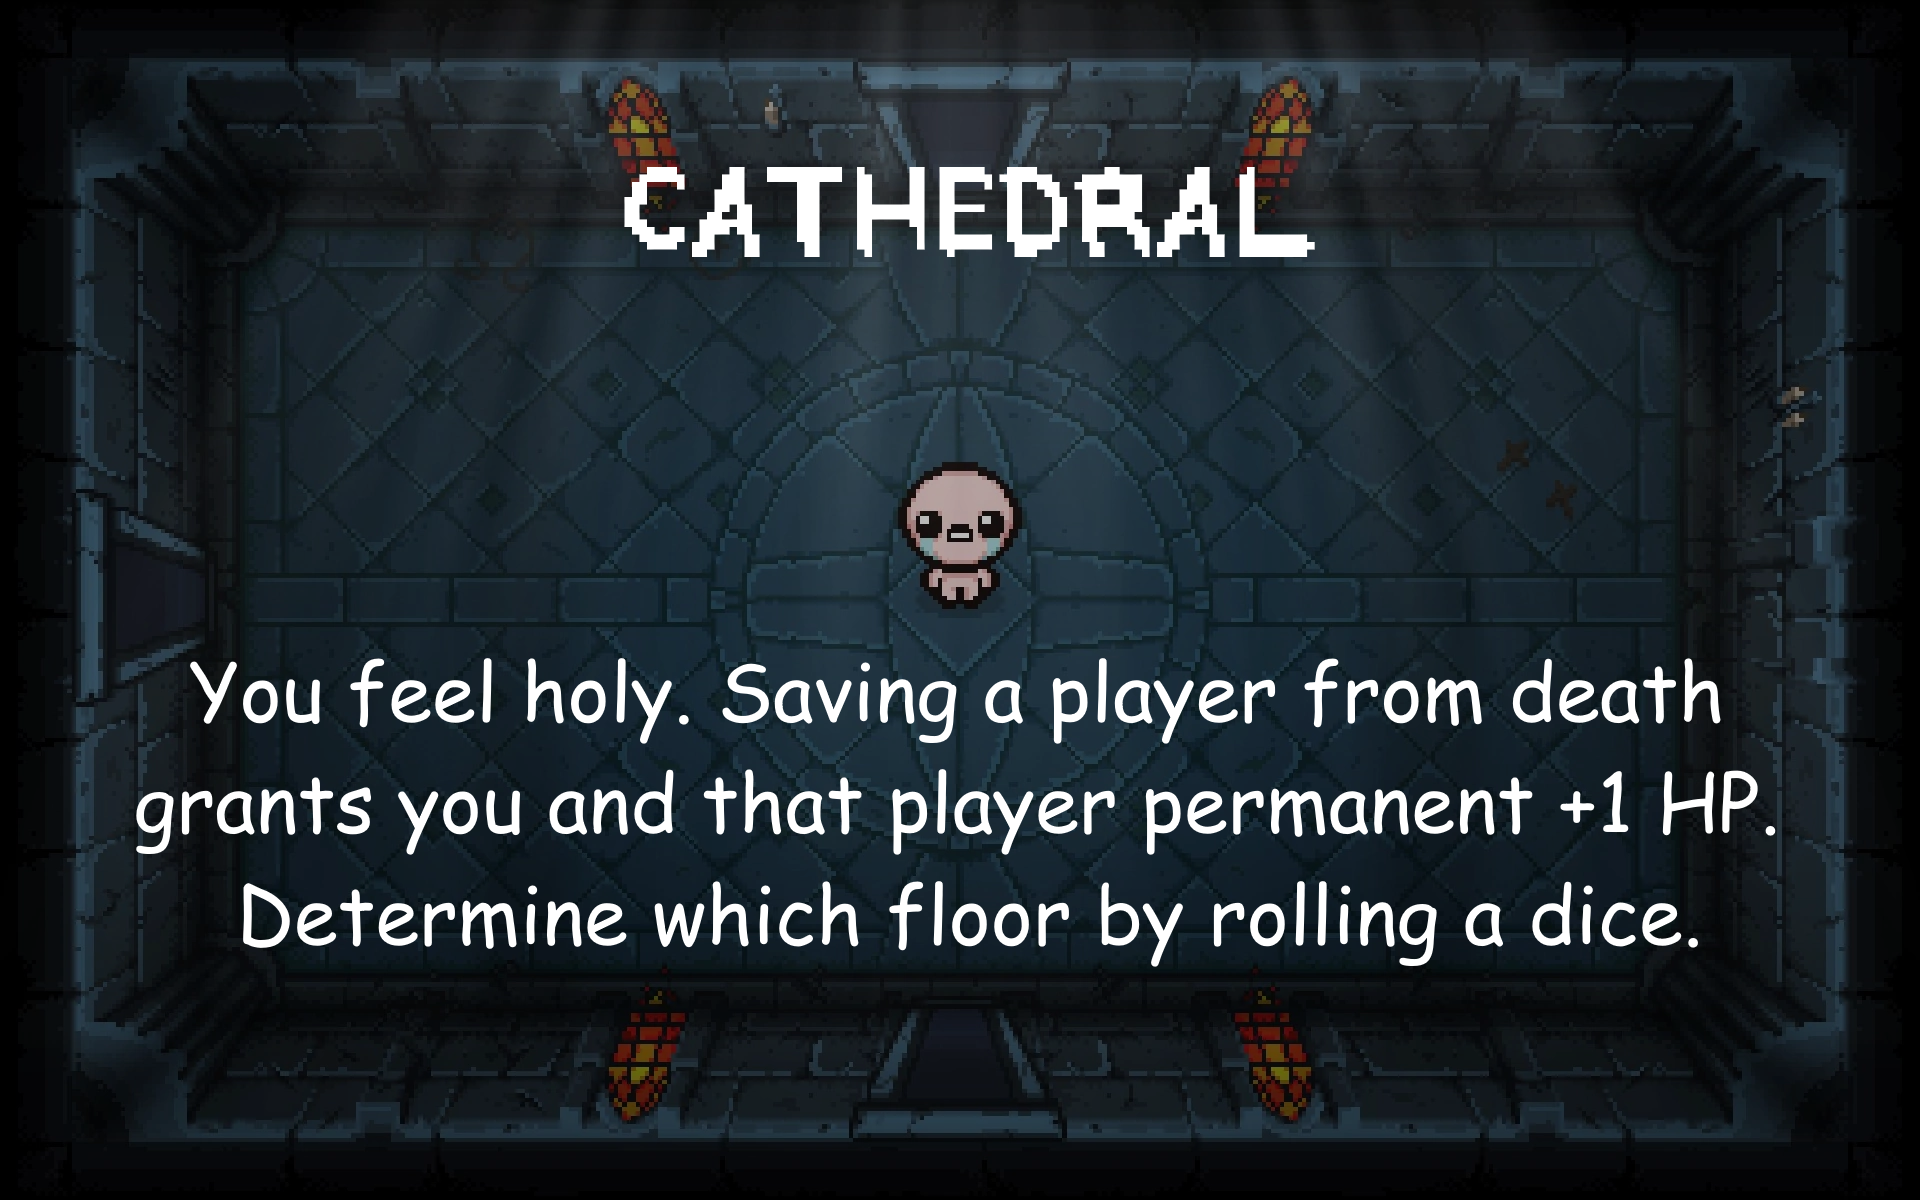 CATHEDRAL
You feel holy. Saving a player from death
grants you and that player permanent +1 HP.
Determine which floor by rolling a dice.